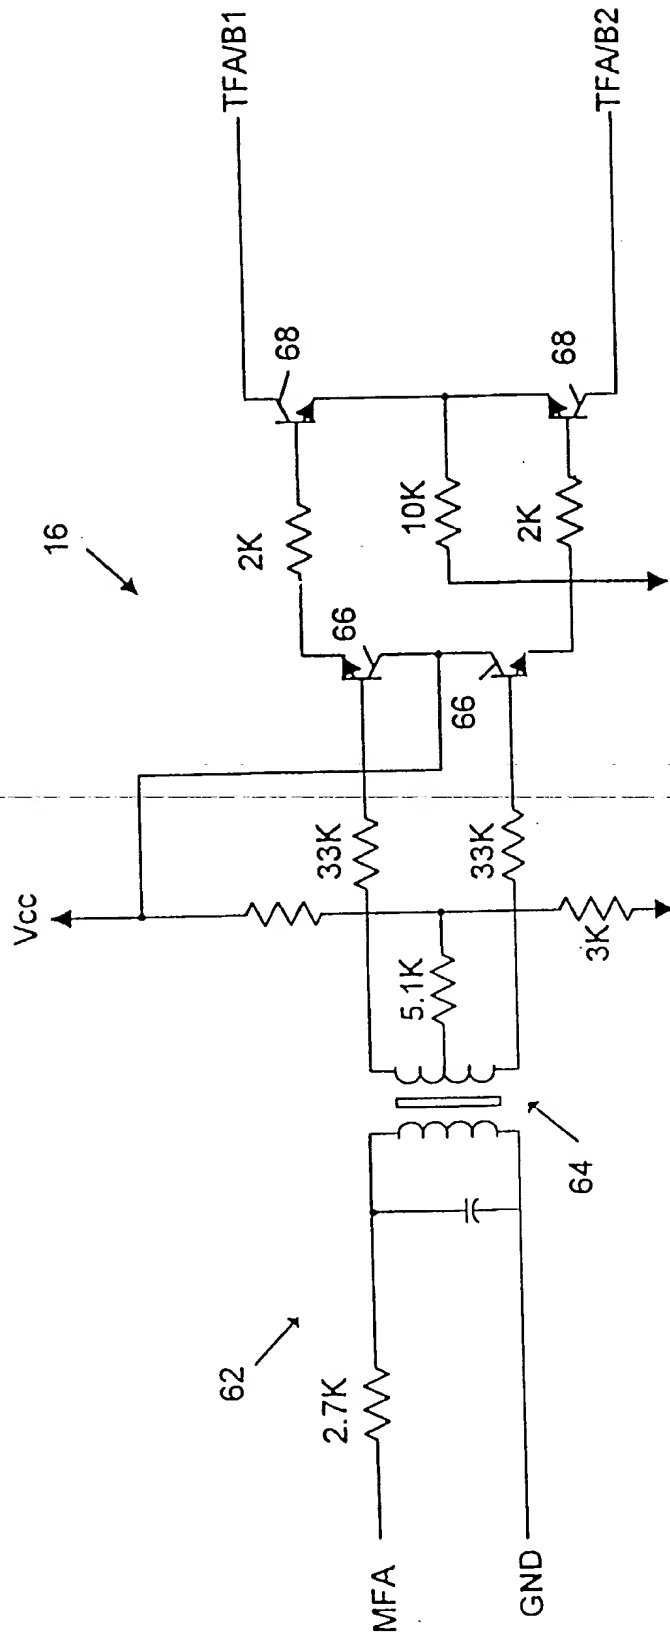 TFA/B1
TFA/B2
68
68
16
2K
10K
2K
66
66
Vcc
33K
33K
5.1K
3K
64
62
2.7K
MFA
GND